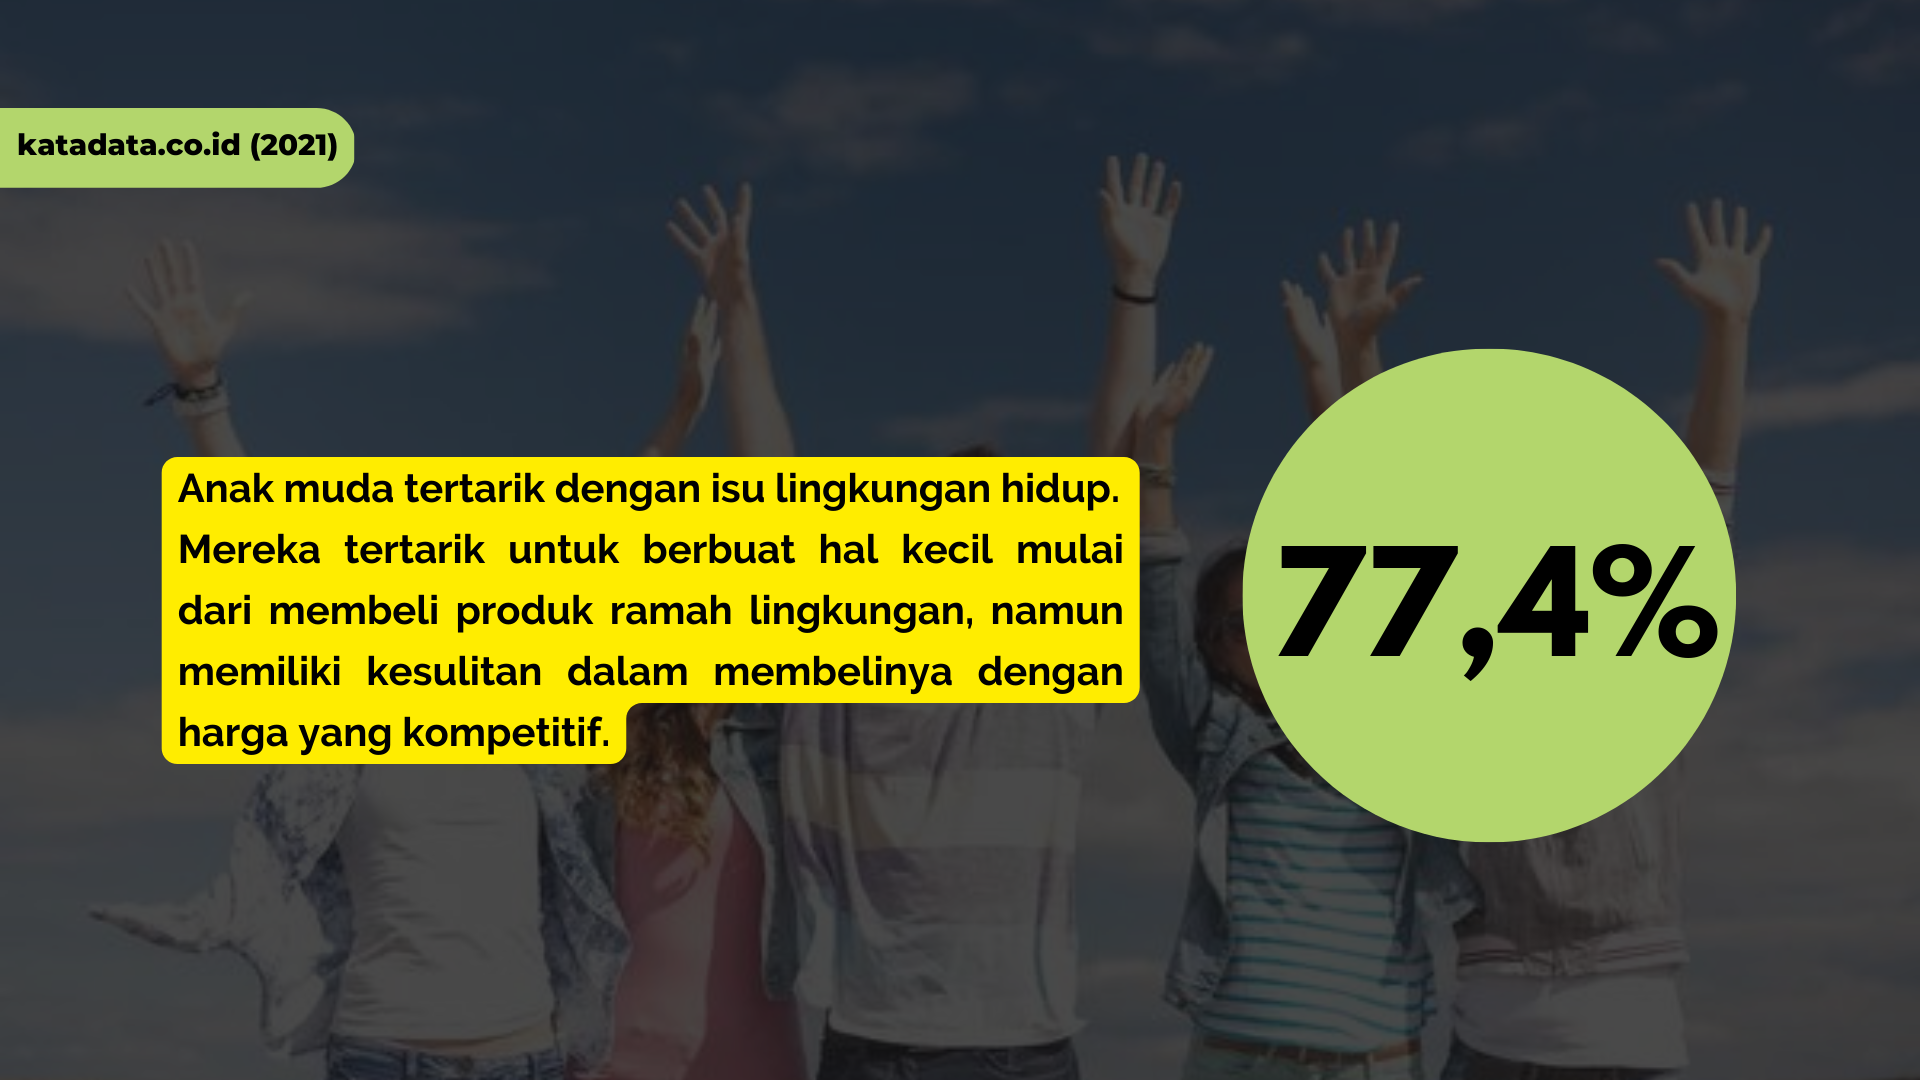 katadata.co.id (2021)
Anak muda tertarik dengan isu lingkungan hidup.
Mereka tertarik untuk berbuat hal kecil mulai
dari membeli produk ramah lingkungan, namun
memiliki kesulitan dalam membelinya dengan
harga yang kompetitif.
77,4%